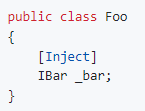 public class Foo
{
    [Inject]
    IBar _bar;
}